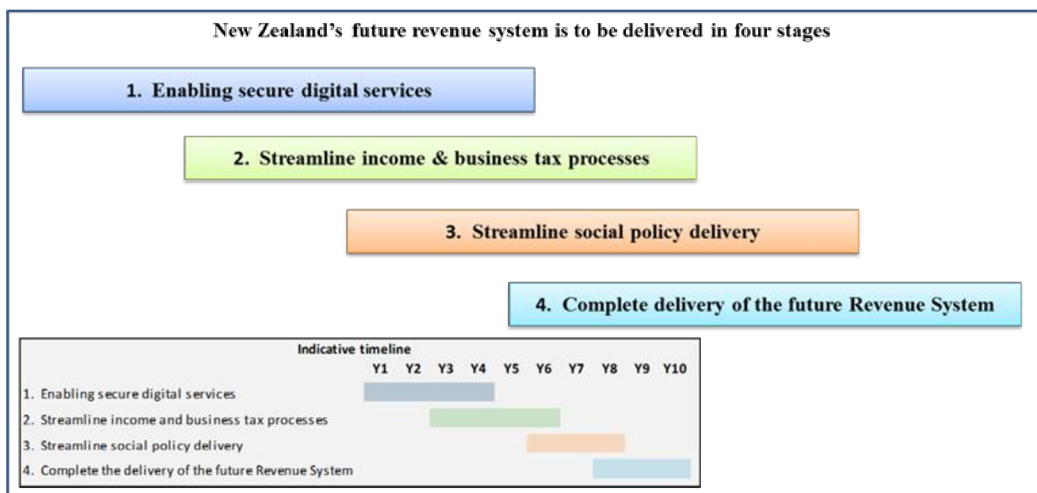 New Zealand’s future revenue system is to be delivered in four stages
1. Enabling secure digital services
2. Streamline income & business tax processes
3. Streamline social policy delivery
4. Complete delivery of the future Revenue System
Indicative timeline
Y1 Y2 Y3 Y4 Y5 Y6 Y7 Y8 Y9 Y10
1. Enabling secure digital services
2. Streamline income and business tax processes
3. Streamline social policy delivery
4. Complete the delivery of the future Revenue System